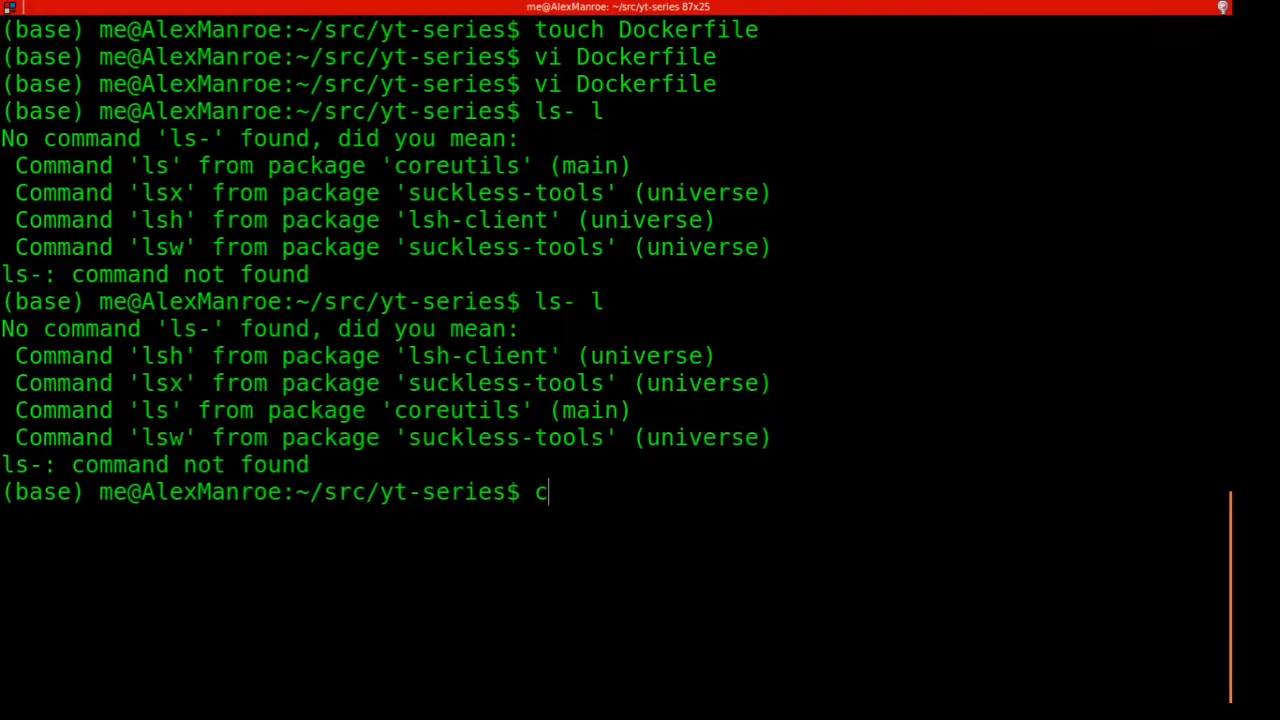 me@AlexManroe: ~/src/yt-series 87x25
(base) me@AlexManroe:~/src/yt-series$ touch Dockerfile
(base) me@AlexManroe:~/src/yt-series$ vi Dockerfile
(base) me@AlexManroe:~/src/yt-series$ vi Dockerfile
(base) me@AlexManroe:~/src/yt-series$ ls- l
No command 'ls-' found, did you mean:
 Command 'ls' from package 'coreutils' (main)
 Command 'lsx' from package 'suckless-tools' (universe)
 Command 'lsh' from package 'lsh-client' (universe)
 Command 'lsw' from package 'suckless-tools' (universe)
ls-: command not found
(base) me@AlexManroe:~/src/yt-series$ ls- l
No command 'ls-' found, did you mean:
 Command 'lsh' from package 'lsh-client' (universe)
 Command 'lsx' from package 'suckless-tools' (universe)
 Command 'ls' from package 'coreutils' (main)
 Command 'lsw' from package 'suckless-tools' (universe)
ls-: command not found
(base) me@AlexManroe:~/src/yt-series$ c